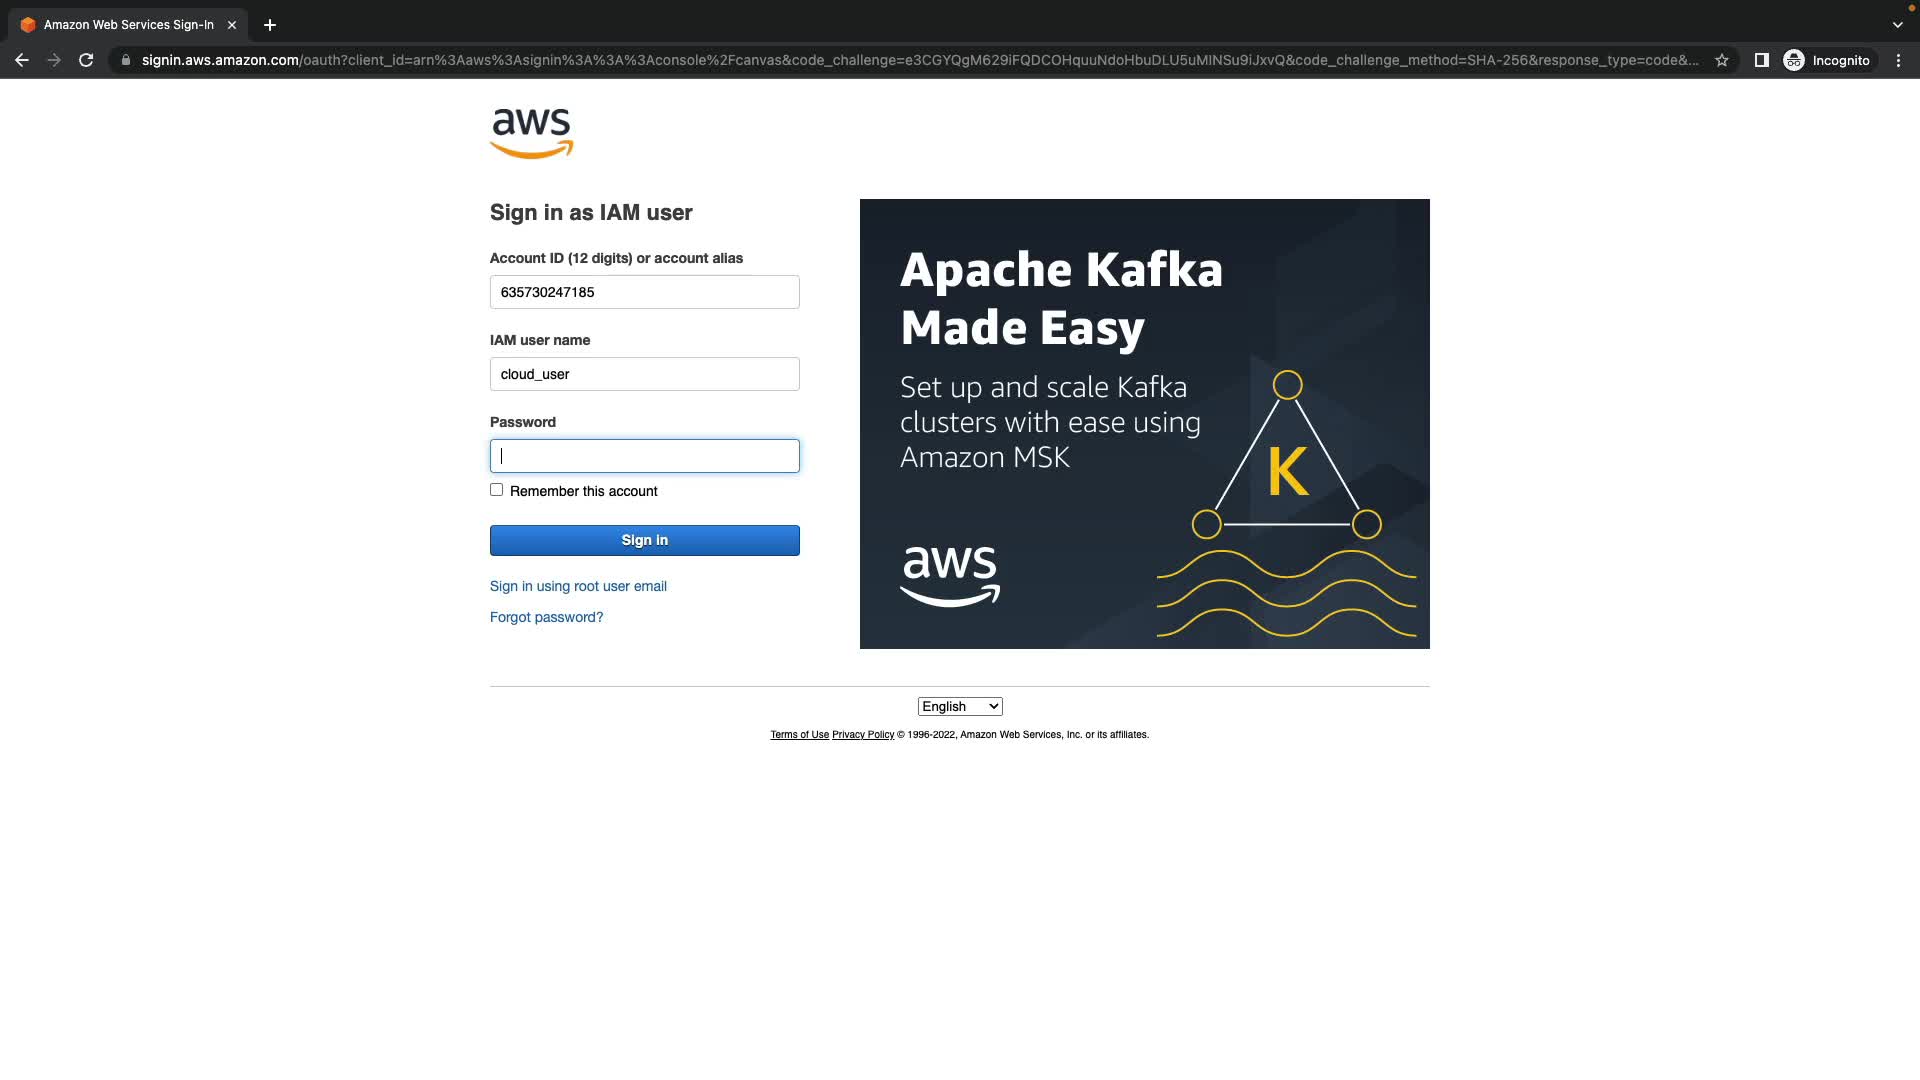 Amazon Web Services Sign-In
signin.aws.amazon.com/oauth?client_id=arn%3Aaws%3Asignin%3A%3A%3Aconsole%2Fcanvas&code_challenge=e3CGYQgM629iFQDCOHquuNdoHbuDLU5uMINSu9iJxvQ&code_challenge_method=SHA-256&response_type=code&...
Incognito
aws
Sign in as IAM user
Account ID (12 digits) or account alias
635730247185
IAM user name
cloud_user
Password
Remember this account
Sign in
Sign in using root user email
Forgot password?
Apache Kafka
Made Easy
Set up and scale Kafka
clusters with ease using
Amazon MSK
K
aws
English
Terms of Use Privacy Policy © 1996-2022, Amazon Web Services, Inc. or its affiliates.